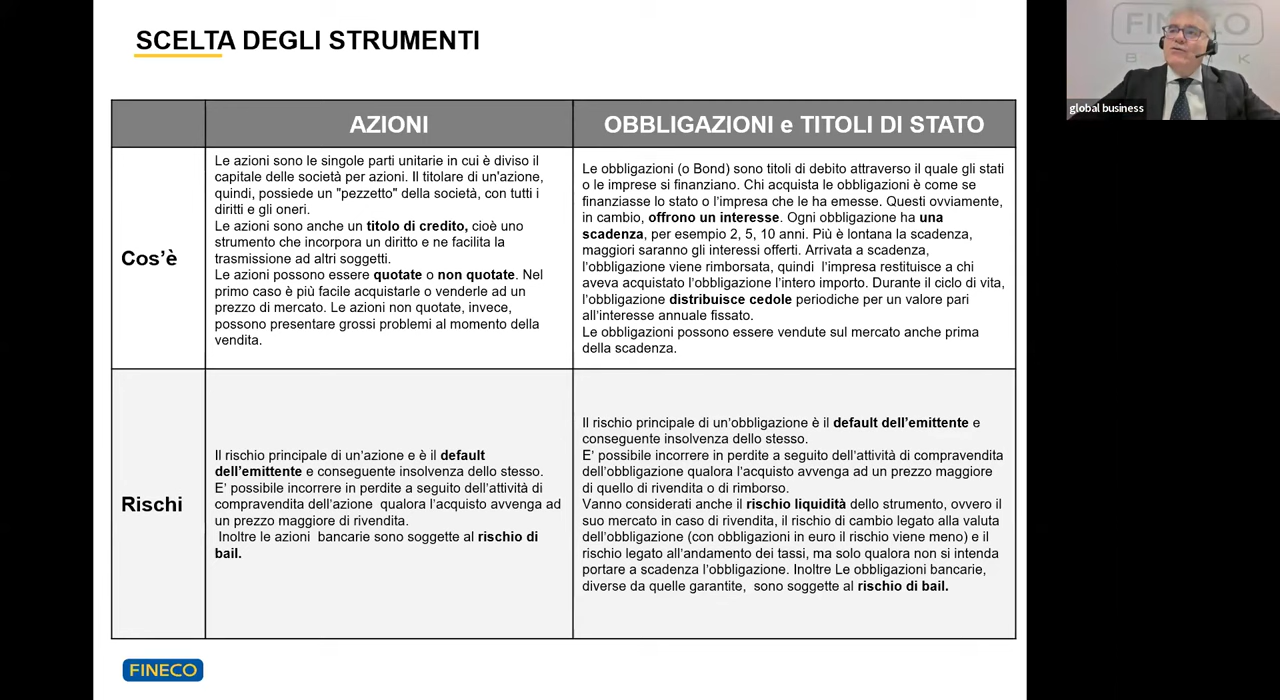 SCELTA DEGLI STRUMENTI
AZIONI
OBBLIGAZIONI e TITOLI DI STATO
Cos'è
Le azioni sono le singole parti unitarie in cui è diviso il
capitale delle società per azioni. Il titolare di un'azione,
quindi, possiede un "pezzetto" della società, con tutti i
diritti e gli oneri.
Le azioni sono anche un titolo di credito, cioè uno
strumento che incorpora un diritto e ne facilita la
trasmissione ad altri soggetti.
Le azioni possono essere quotate o non quotate. Nel
primo caso è più facile acquistarle o venderle ad un
prezzo di mercato. Le azioni non quotate, invece,
possono presentare grossi problemi al momento della
vendita.
Le obbligazioni (o Bond) sono titoli di debito attraverso il quale gli stati
o le imprese si finanziano. Chi acquista le obbligazioni è come se
finanziasse lo stato o l'impresa che le ha emesse. Questi ovviamente,
in cambio, offrono un interesse. Ogni obbligazione ha una
scadenza, per esempio 2, 5, 10 anni. Più è lontana la scadenza,
maggiori saranno gli interessi offerti. Arrivata a scadenza,
l'obbligazione viene rimborsata, quindi l'impresa restituisce a chi
aveva acquistato l'obbligazione l'intero importo. Durante il ciclo di vita,
l'obbligazione distribuisce cedole periodiche per un valore pari
all'interesse annuale fissato.
Le obbligazioni possono essere vendute sul mercato anche prima
della scadenza.
Rischi
Il rischio principale di un'azione e è il default
dell'emittente e conseguente insolvenza dello stesso.
E' possibile incorrere in perdite a seguito dell'attività di
compravendita dell'azione qualora l'acquisto avvenga ad
un prezzo maggiore di rivendita.
Inoltre le azioni bancarie sono soggette al rischio di
bail.
Il rischio principale di un'obbligazione è il default dell'emittente e
conseguente insolvenza dello stesso.
E' possibile incorrere in perdite a seguito dell'attività di compravendita
dell'obbligazione qualora l'acquisto avvenga ad un prezzo maggiore
di quello di rivendita o di rimborso.
Vanno considerati anche il rischio liquidità dello strumento, ovvero il
suo mercato in caso di rivendita, il rischio di cambio legato alla valuta
dell'obbligazione (con obbligazioni in euro il rischio viene meno) e il
rischio legato all'andamento dei tassi, ma solo qualora non si intenda
portare a scadenza l'obbligazione. Inoltre Le obbligazioni bancarie,
diverse da quelle garantite, sono soggette al rischio di bail.
FINECO
FINECO
B K
global business